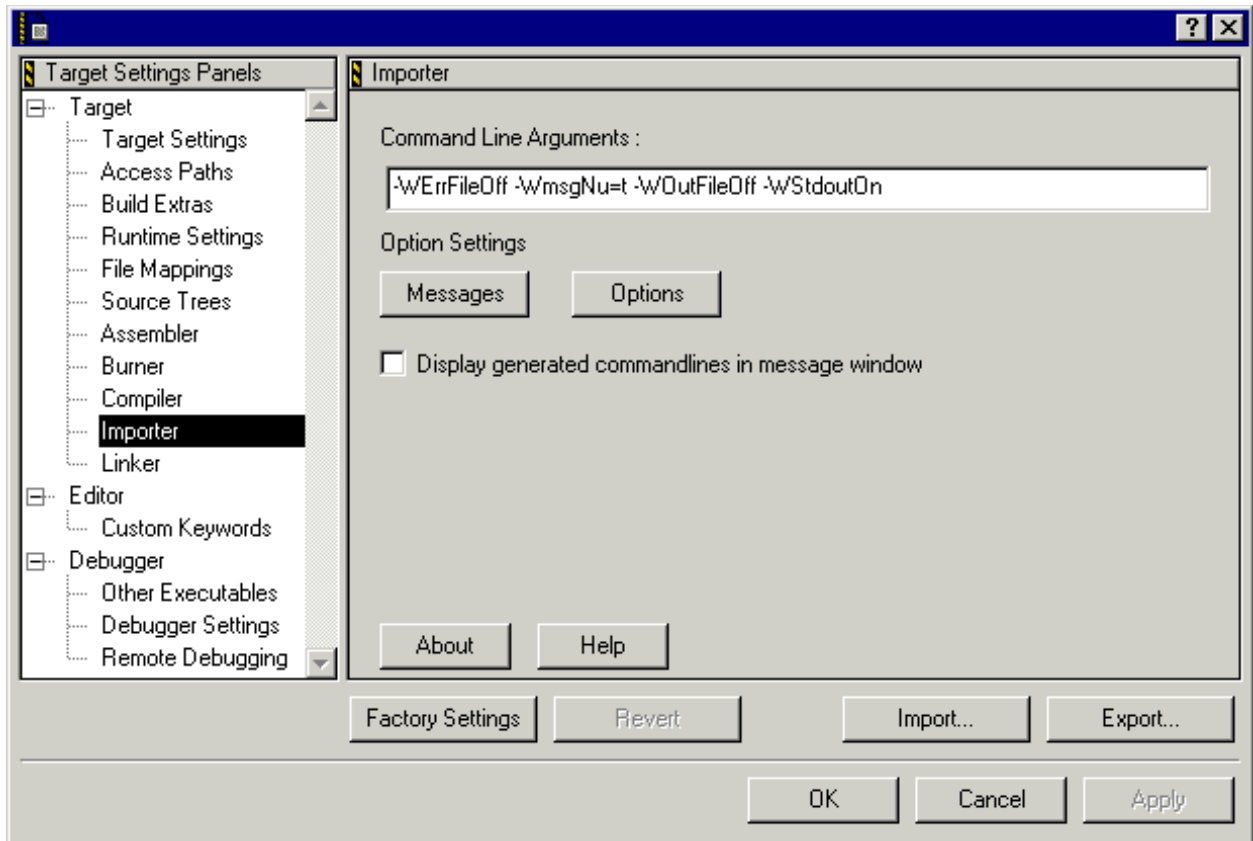 Target Settings Panels
Target
Target Settings
Access Paths
Build Extras
Runtime Settings
File Mappings
Source Trees
Assembler
Burner
Compiler
Importer
Linker
Editor
Custom Keywords
Debugger
Other Executables
Debugger Settings
Remote Debugging
Importer
Command Line Arguments :
-WErrFileOff -WmsgNu=t -WOutFileOff -WStdoutOn
Option Settings
Messages Options
Display generated commandlines in message window
About Help
Factory Settings Revert Import... Export...
OK Cancel Apply